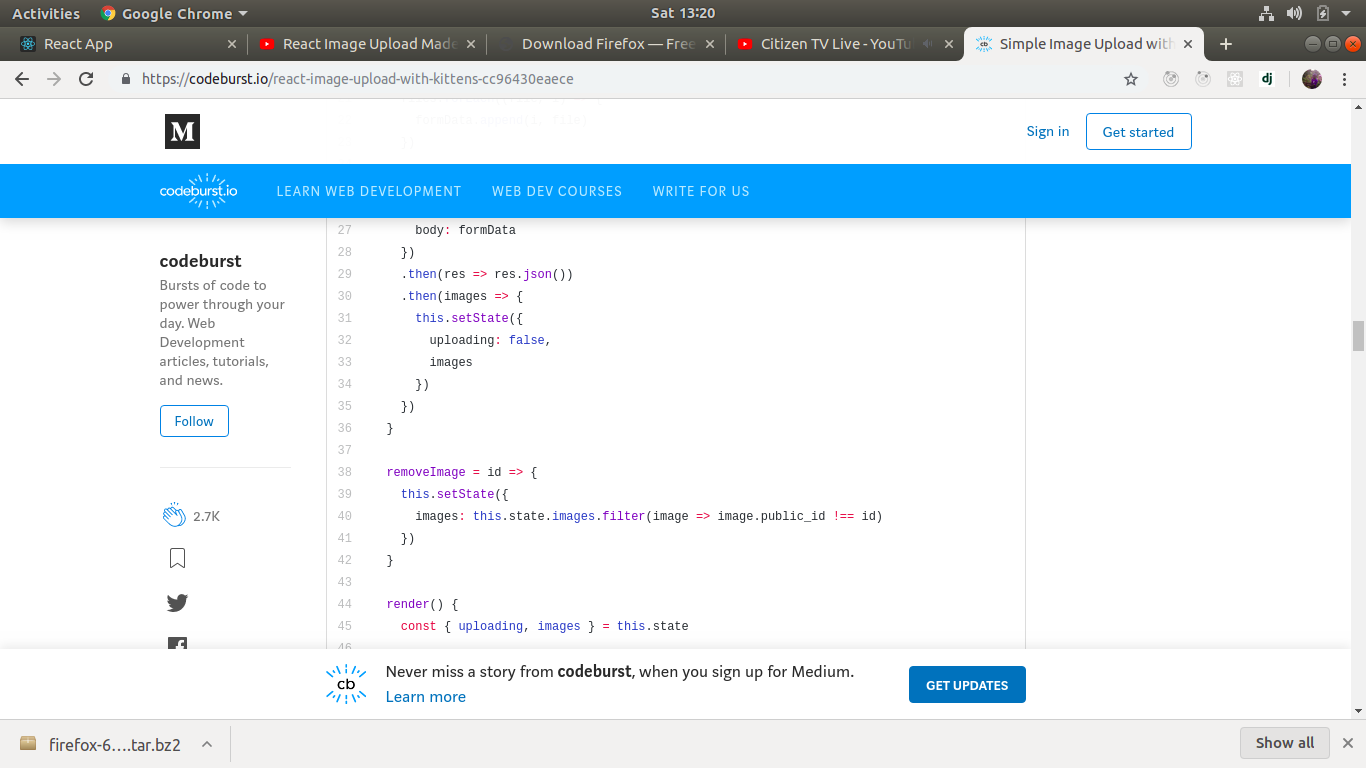 Activities
Google Chrome
Sat 13:20
React App
React Image Upload Made
Download Firefox — Free
Citizen TV Live - YouTu
cb
Simple Image Upload with
https://codeburst.io/react-image-upload-with-kittens-cc96430eaece
dj
M
Sign in
Get started
codeburst.io
LEARN WEB DEVELOPMENT
WEB DEV COURSES
WRITE FOR US
codeburst
Bursts of code to
power through your
day. Web
Development
articles, tutorials,
and news.
Follow
2.7K
27 body: formData
28 })
29 .then(res => res.json())
30 .then(images => {
31 this.setState({
32 uploading: false,
33 images
34 })
35 })
36 }
37
38 removeImage = id => {
39 this.setState({
40 images: this.state.images.filter(image => image.public_id !== id)
41 })
42 }
43
44 render() {
45 const { uploading, images } = this.state
46
cb
Never miss a story from codeburst, when you sign up for Medium.
Learn more
GET UPDATES
firefox-6....tar.bz2
Show all